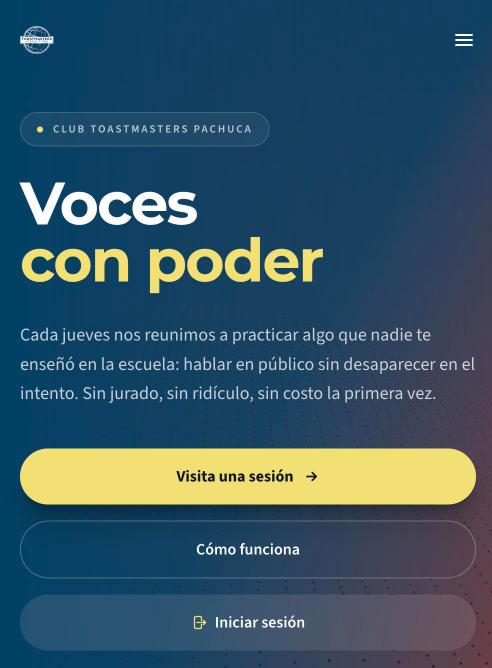 TOASTMASTERS
CLUB TOASTMASTERS PACHUCA
Voces
con poder
Cada jueves nos reunimos a practicar algo que nadie te
enseñó en la escuela: hablar en público sin desaparecer en el
intento. Sin jurado, sin ridículo, sin costo la primera vez.
Visita una sesión →
Cómo funciona
Iniciar sesión